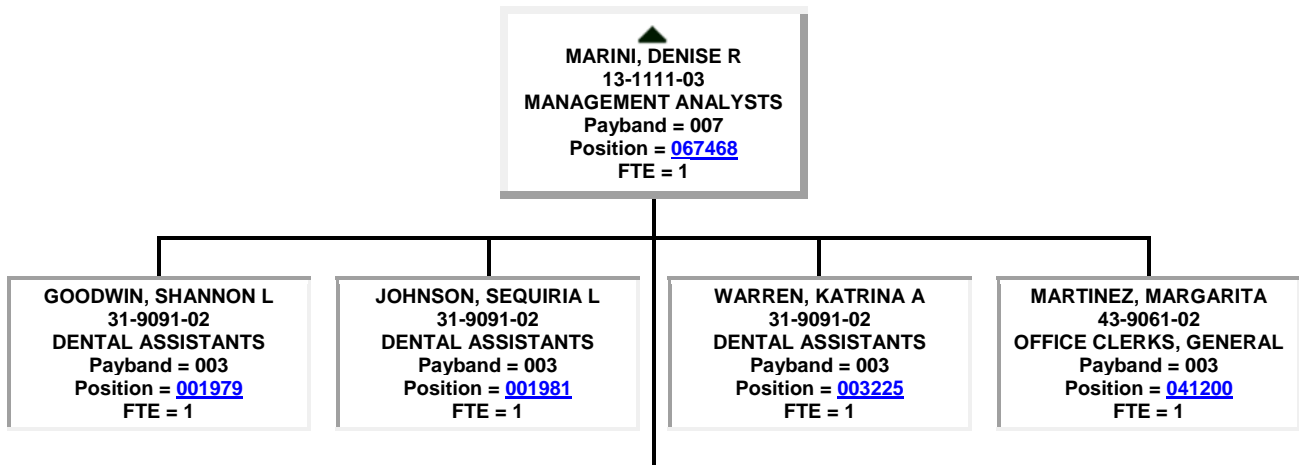 MARINI, DENISE R
13-1111-03
MANAGEMENT ANALYSTS
Payband = 007
Position = 067468
FTE = 1
GOODWIN, SHANNON L
31-9091-02
DENTAL ASSISTANTS
Payband = 003
Position = 001979
FTE = 1
JOHNSON, SEQUIRIA L
31-9091-02
DENTAL ASSISTANTS
Payband = 003
Position = 001981
FTE = 1
WARREN, KATRINA A
31-9091-02
DENTAL ASSISTANTS
Payband = 003
Position = 003225
FTE = 1
MARTINEZ, MARGARITA
43-9061-02
OFFICE CLERKS, GENERAL
Payband = 003
Position = 041200
FTE = 1